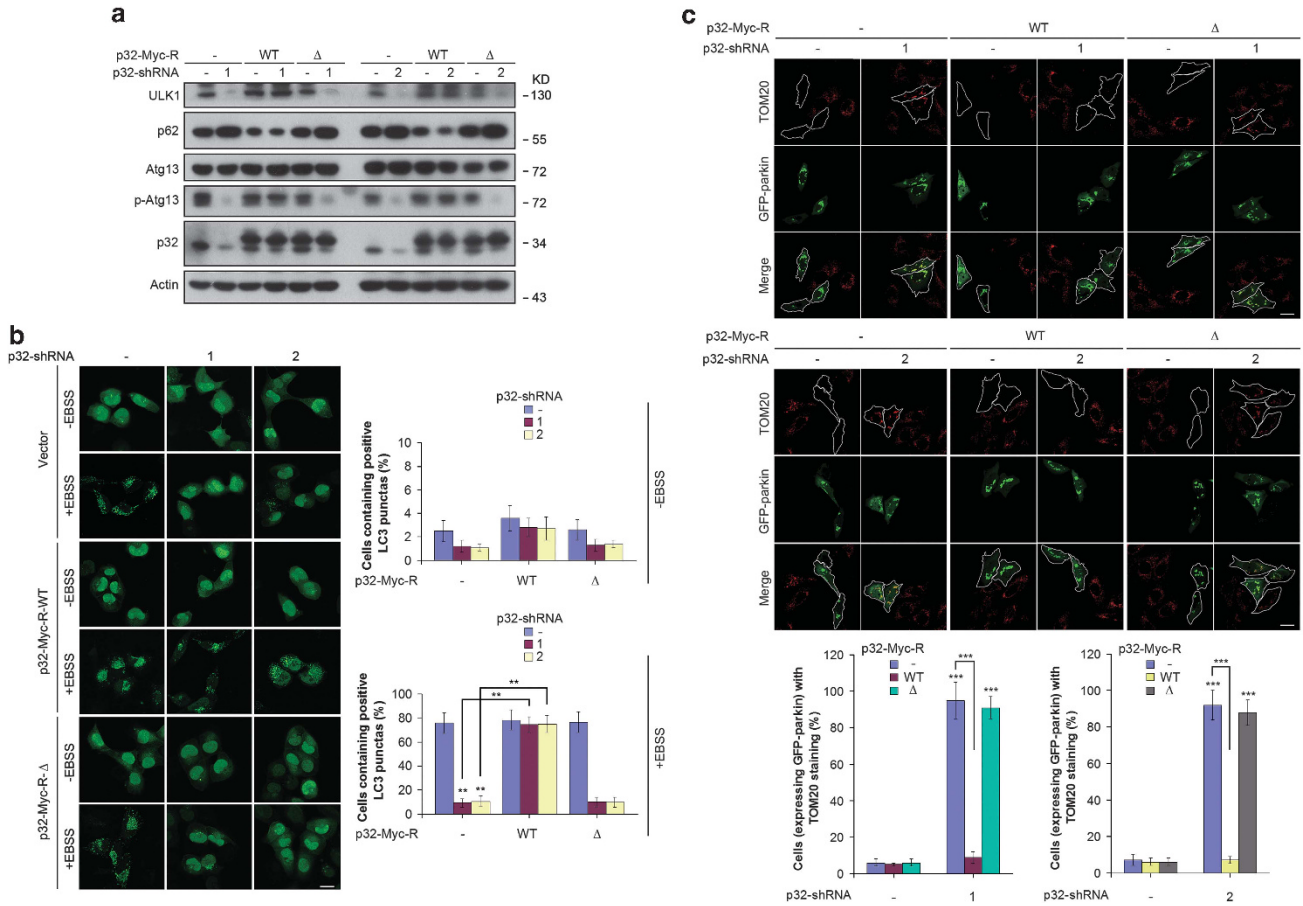 a
p32-Myc-R - WT Δ - WT Δ
p32-shRNA - 1 - 1 - 1 - 2 - 2 - 2 KD
ULK1 - 130
p62 - 55
Atg13 - 72
p-Atg13 - 72
p32 - 34
Actin - 43
b
p32-shRNA - 1 2
Vector
-EBSS
+EBSS
p32-Myc-R-WT
-EBSS
+EBSS
p32-Myc-R-Δ
-EBSS
+EBSS
p32-shRNA
-
1
2
Cells containing positive
LC3 punctas (%)
10
8
6
4
2
0
p32-Myc-R - WT Δ
-EBSS
p32-shRNA
-
1
2
Cells containing positive
LC3 punctas (%)
100
80
60
40
20
0
** ** ** **
p32-Myc-R - WT Δ
+EBSS
c
p32-Myc-R - WT Δ
p32-shRNA - 1 - 1 - 1
TOM20
GFP-parkin
Merge
p32-Myc-R - WT Δ
p32-shRNA - 2 - 2 - 2
TOM20
GFP-parkin
Merge
p32-Myc-R
-
WT
Δ
Cells (expressing GFP-parkin) with
TOM20 staining (%)
120
100
80
60
40
20
0
*** *** ***
p32-shRNA - 1
p32-Myc-R
-
WT
Δ
Cells (expressing GFP-parkin) with
TOM20 staining (%)
120
100
80
60
40
20
0
*** *** ***
p32-shRNA - 2